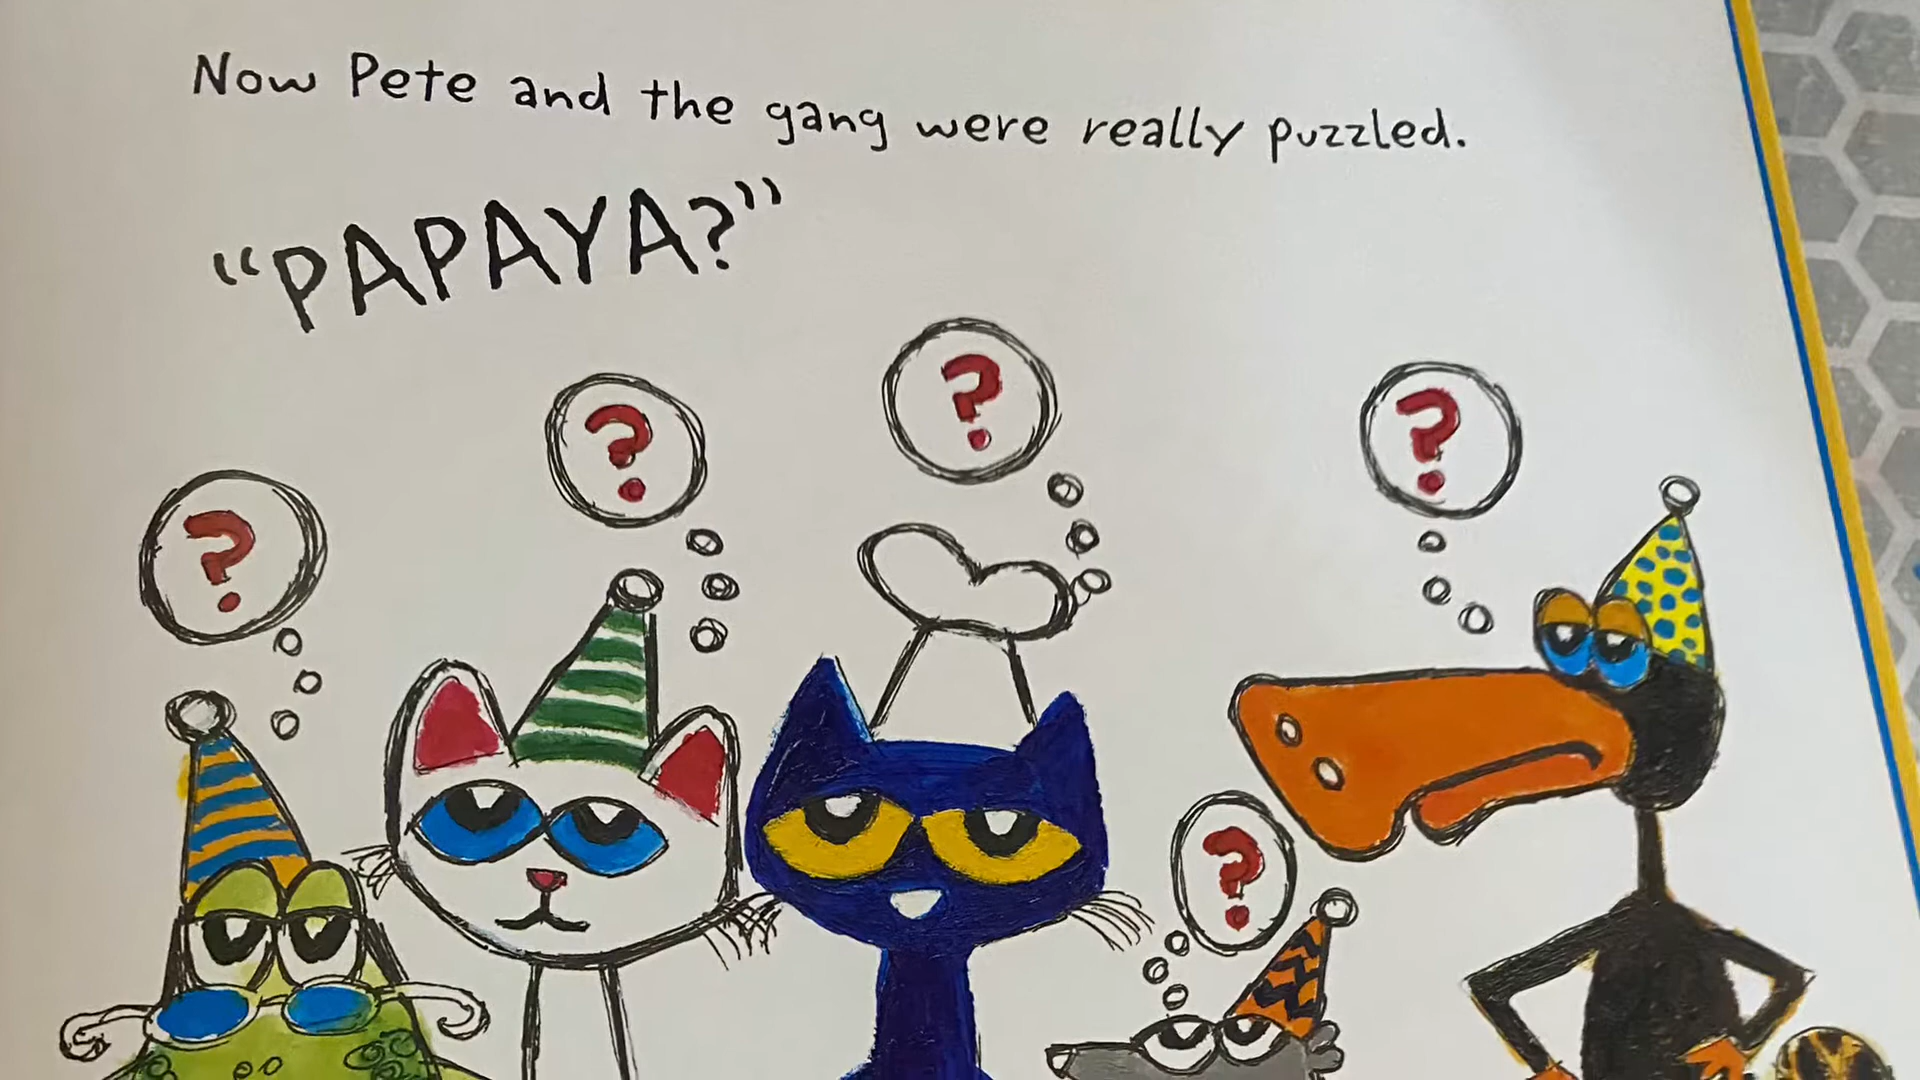 Now Pete and the gang were really puzzled.
“PAPAYA?”
?
?
?
?
?